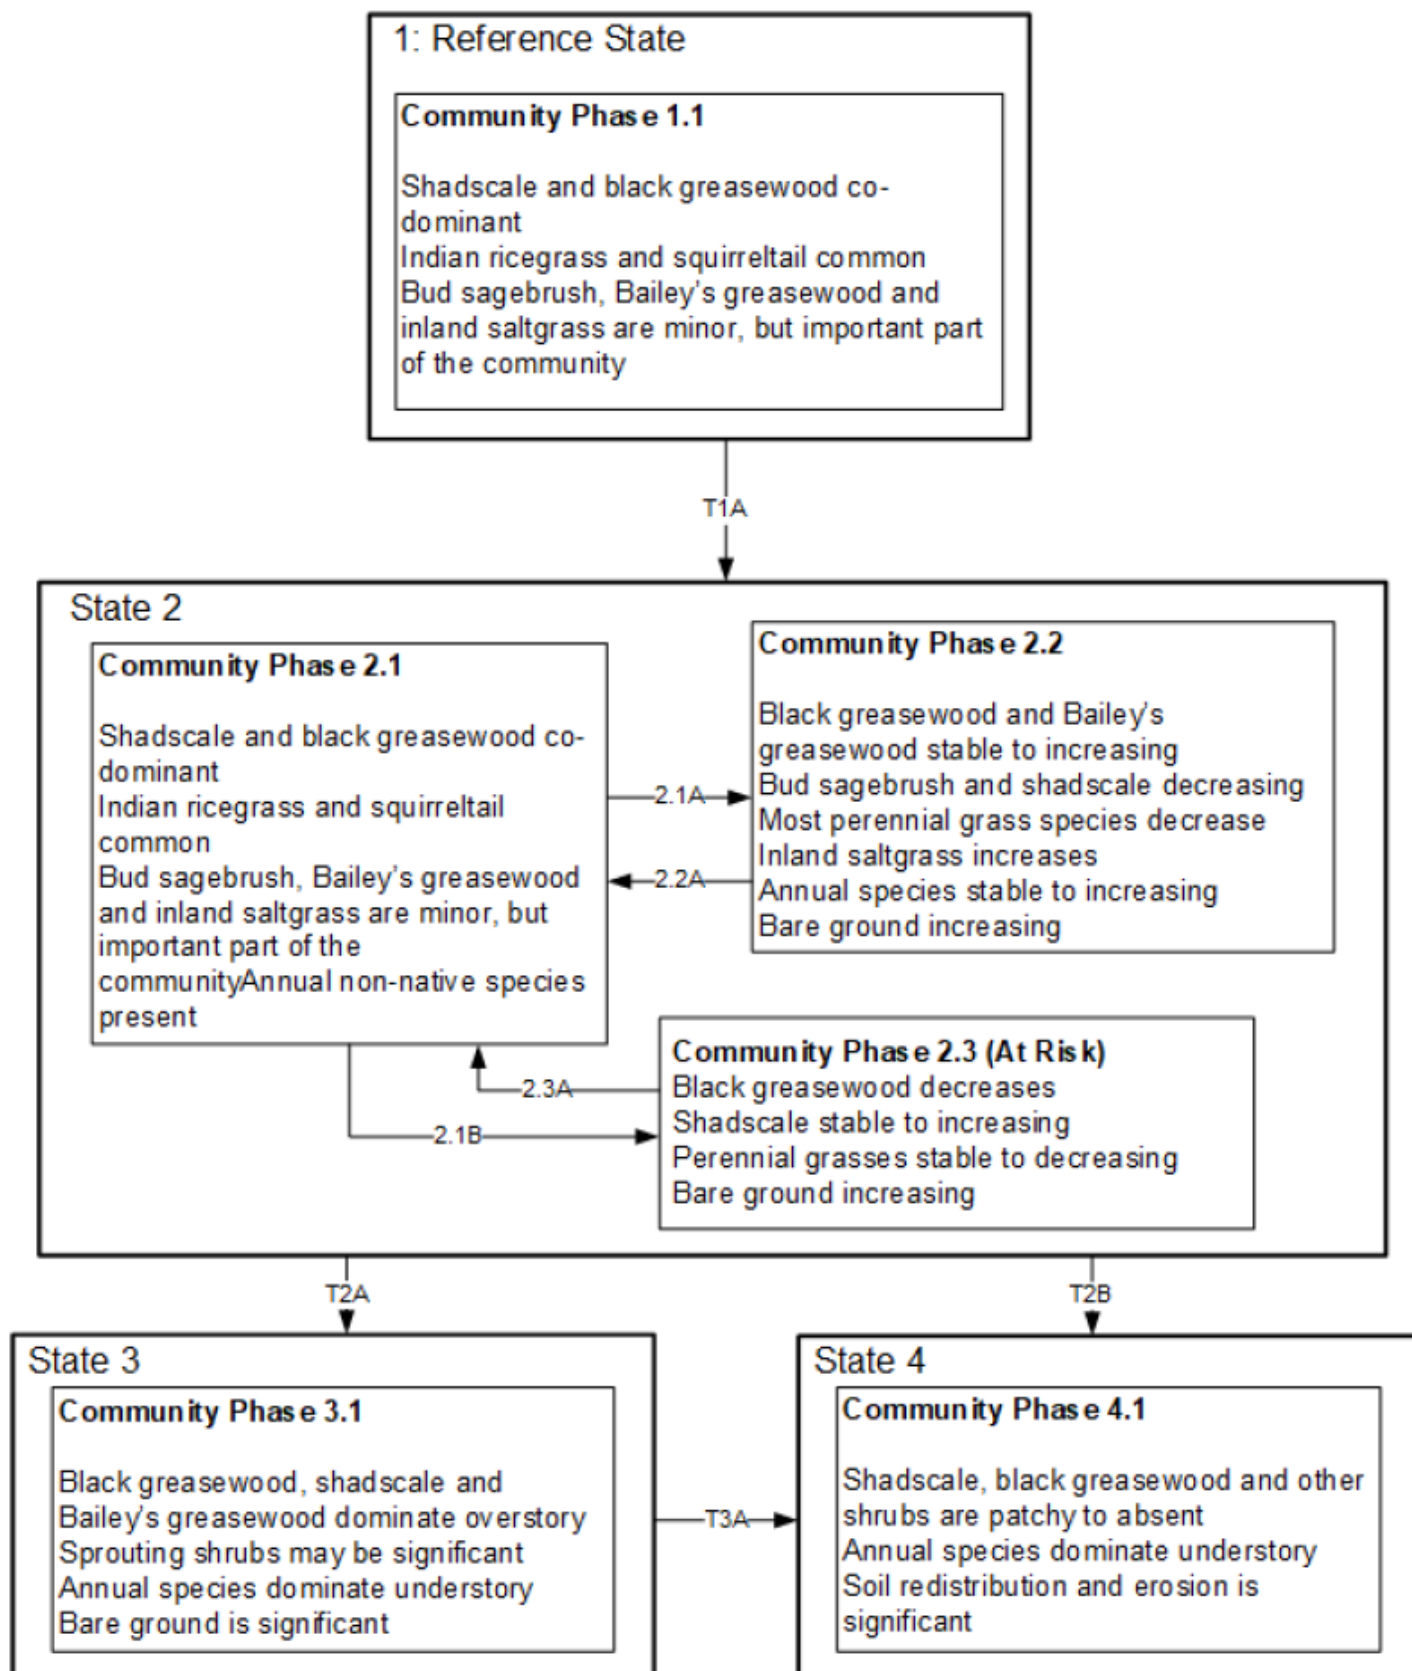 1: Reference State
Community Phase 1.1
Shadscale and black greasewood co-
dominant
Indian ricegrass and squirreltail common
Bud sagebrush, Bailey's greasewood and
inland saltgrass are minor, but important part
of the community
T1A
State 2
Community Phase 2.1
Shadscale and black greasewood co-
dominant
Indian ricegrass and squirreltail
common
Bud sagebrush, Bailey's greasewood
and inland saltgrass are minor, but
important part of the
communityAnnual non-native species
present
2.1A
2.2A
Community Phase 2.2
Black greasewood and Bailey's
greasewood stable to increasing
Bud sagebrush and shadscale decreasing
Most perennial grass species decrease
Inland saltgrass increases
Annual species stable to increasing
Bare ground increasing
2.3A
2.1B
Community Phase 2.3 (At Risk)
Black greasewood decreases
Shadscale stable to increasing
Perennial grasses stable to decreasing
Bare ground increasing
T2A
T2B
State 3
Community Phase 3.1
Black greasewood, shadscale and
Bailey's greasewood dominate overstory
Sprouting shrubs may be significant
Annual species dominate understory
Bare ground is significant
T3A
State 4
Community Phase 4.1
Shadscale, black greasewood and other
shrubs are patchy to absent
Annual species dominate understory
Soil redistribution and erosion is
significant